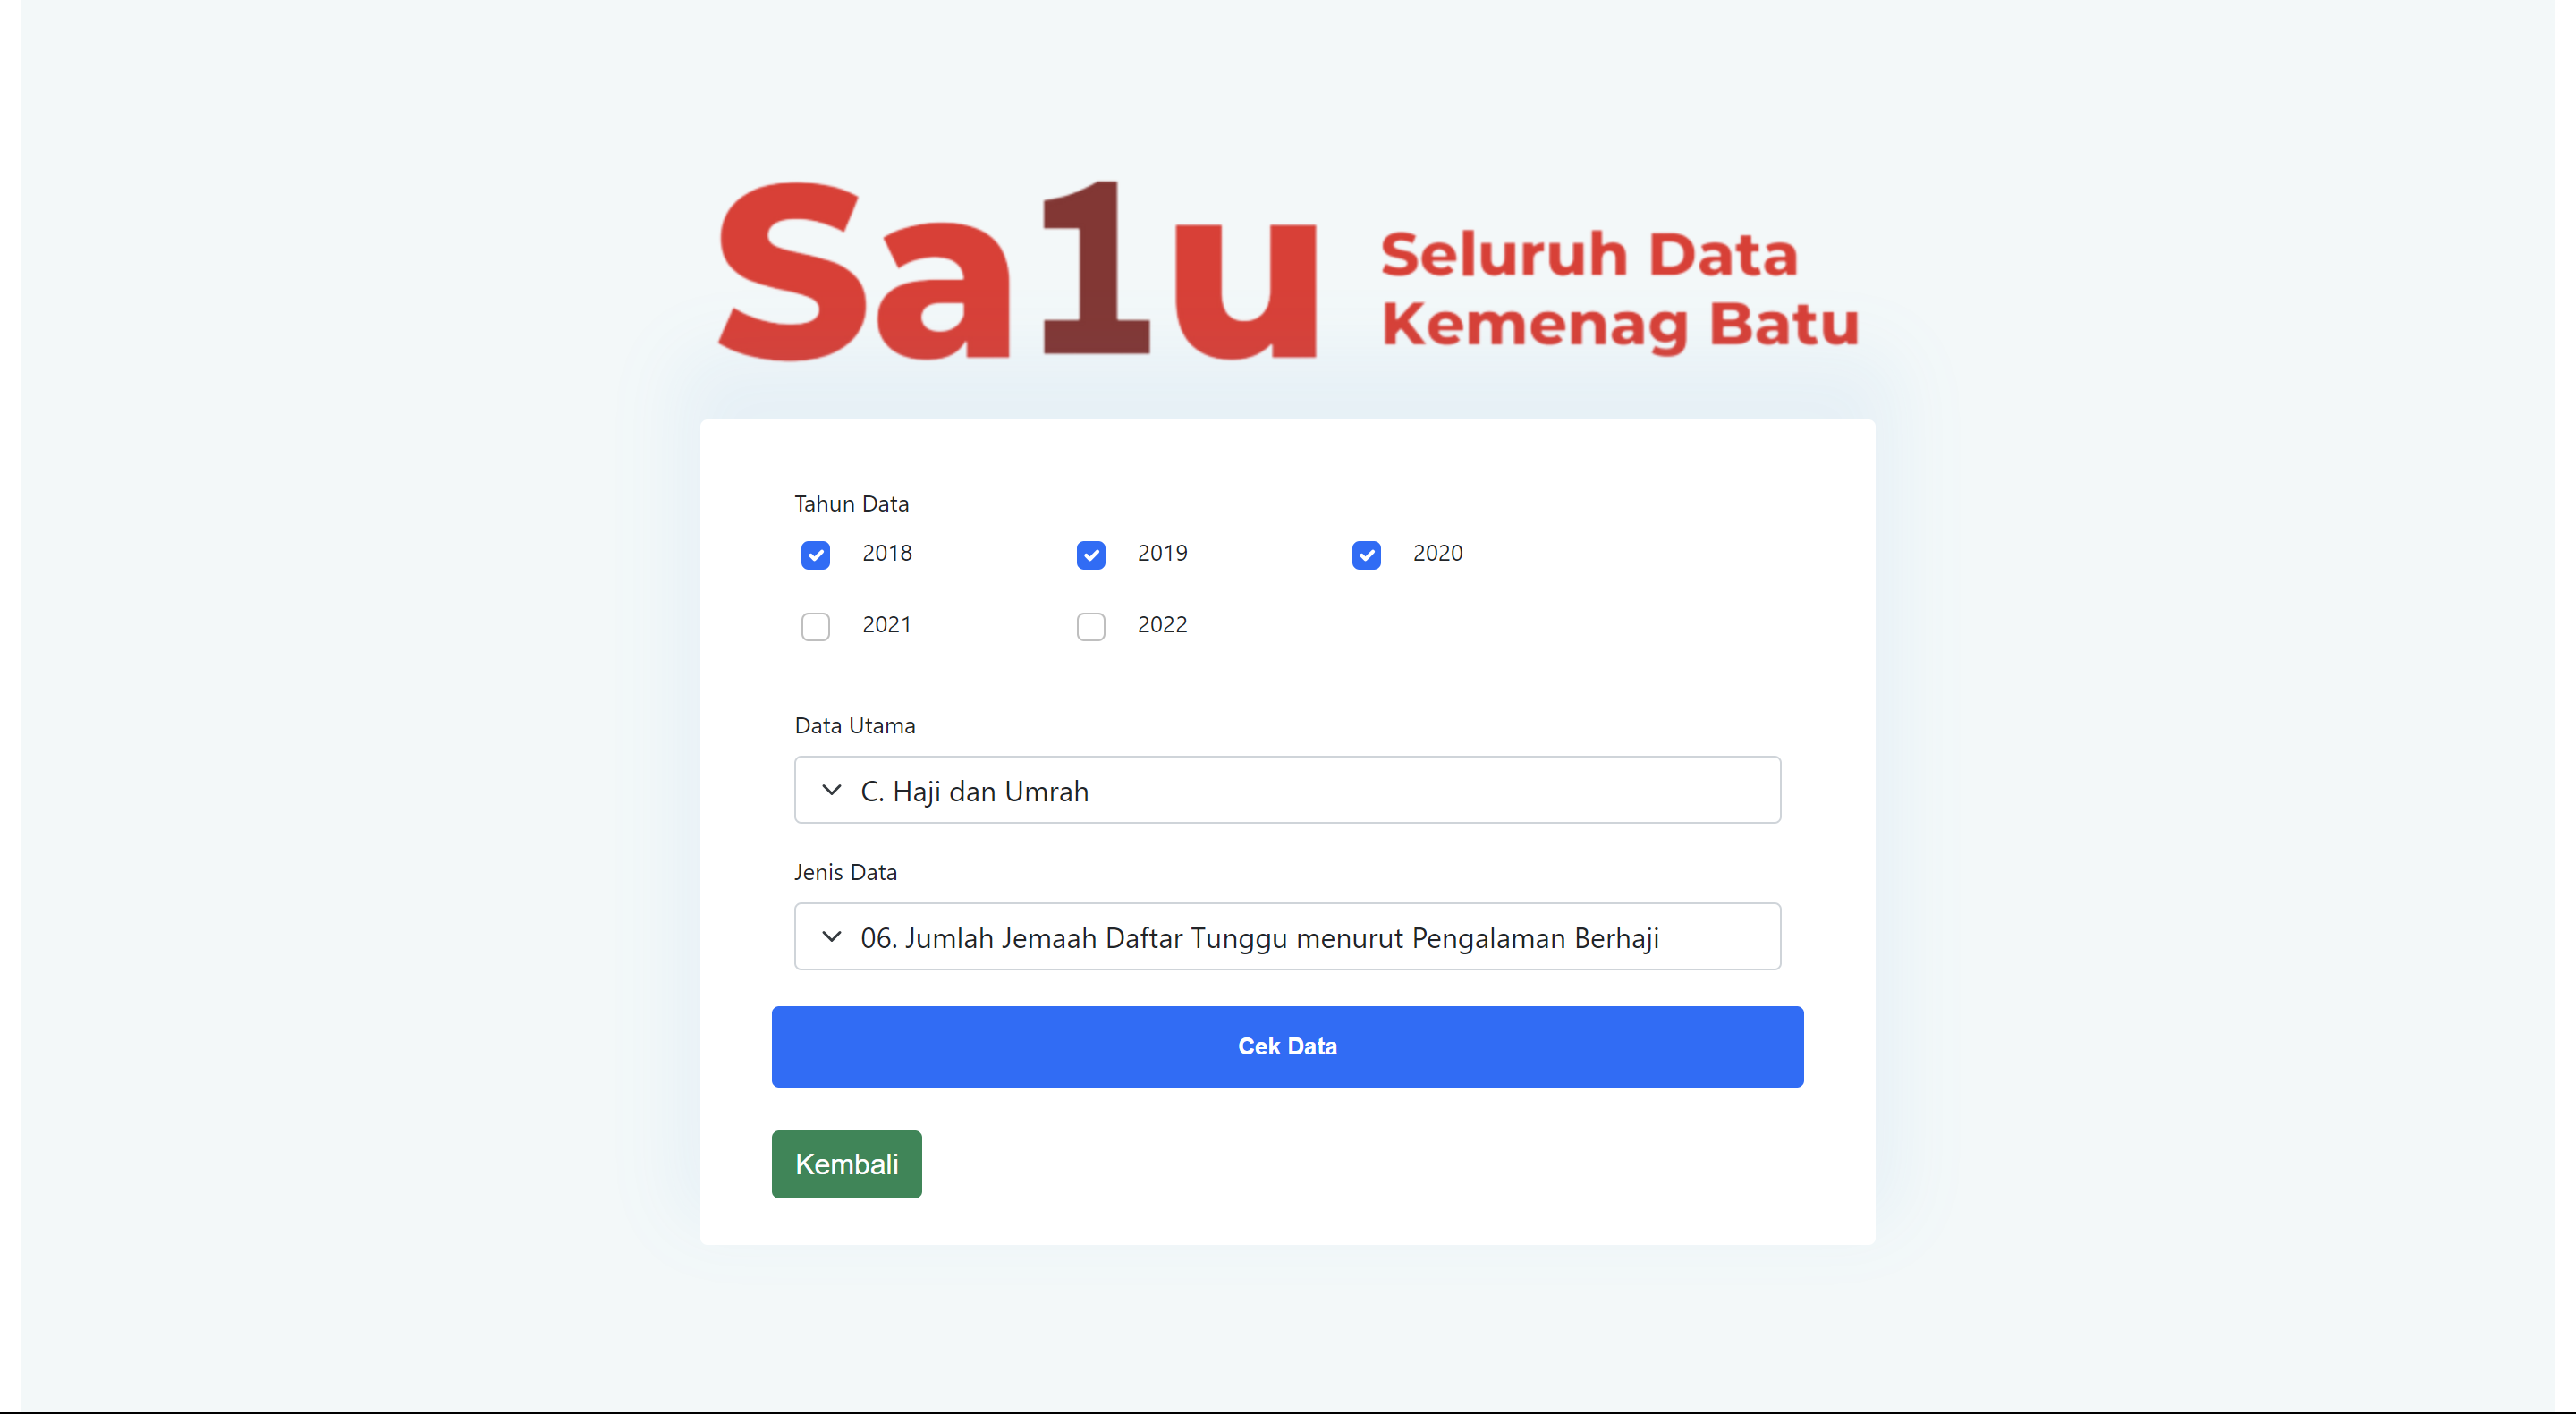 Sa1u
Seluruh Data
Kemenag Batu
Tahun Data
2018 2019 2020
2021 2022
Data Utama
C. Haji dan Umrah
Jenis Data
06. Jumlah Jemaah Daftar Tunggu menurut Pengalaman Berhaji
Cek Data
Kembali